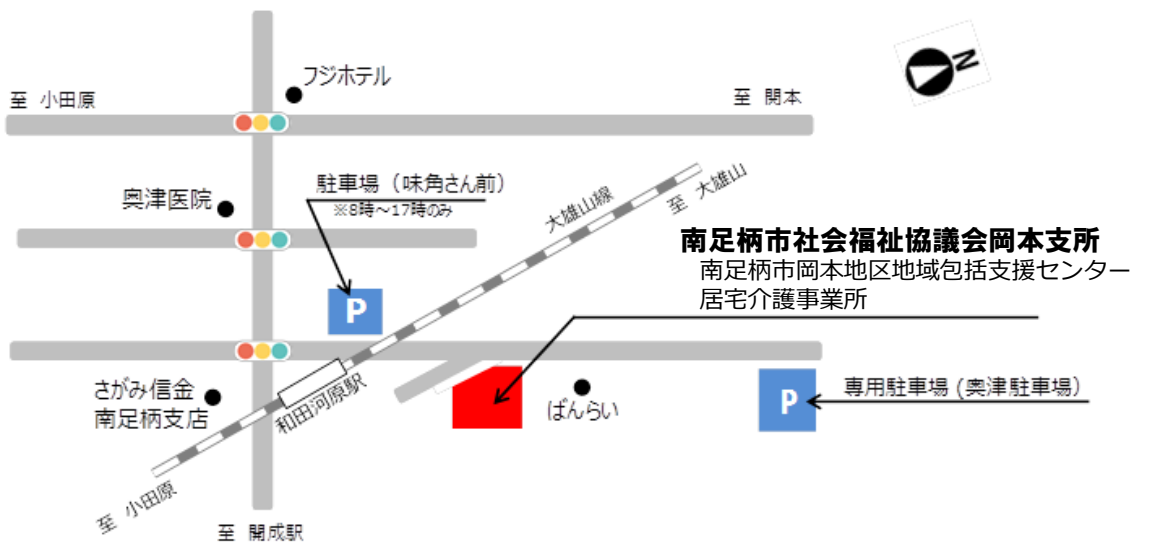 フジホテル
至 小田原
至 関本
N
奥津医院
駐車場（味角さん前）
※8時～17時のみ
大雄山線
至 大雄山
南足柄市社会福祉協議会岡本支所
南足柄市岡本地区地域包括支援センター
居宅介護事業所
P
さがみ信金
南足柄支店
和田河原駅
ばんらい
P
専用駐車場（奥津駐車場）
至 小田原
至 開成駅